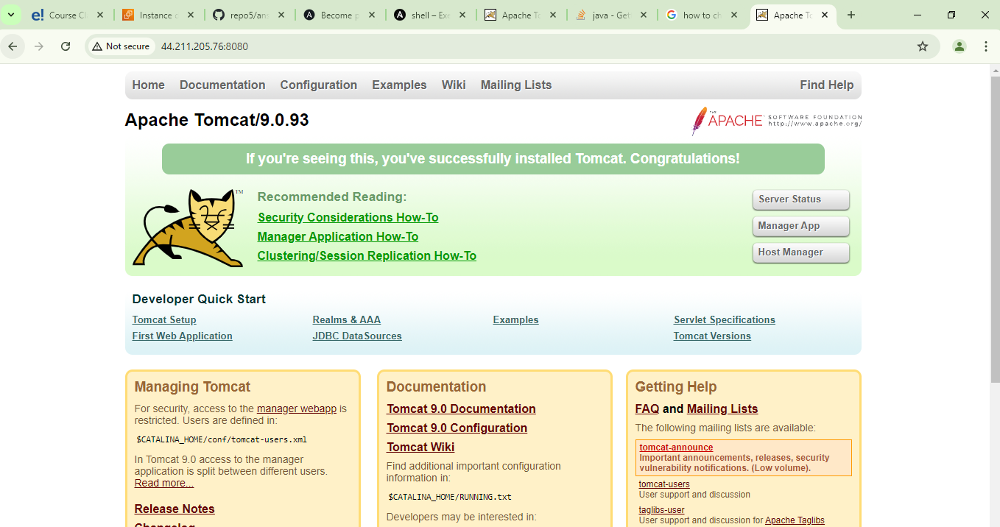 Course Cl
Instance c
repo5/ans
Become p
shell – Exe
Apache To
java - Get
how to ch
Apache To
Not secure 44.211.205.76:8080
Home Documentation Configuration Examples Wiki Mailing Lists Find Help
Apache Tomcat/9.0.93
THE APACHE SOFTWARE FOUNDATION
http://www.apache.org/
If you're seeing this, you've successfully installed Tomcat. Congratulations!
TM
Recommended Reading:
Security Considerations How-To
Manager Application How-To
Clustering/Session Replication How-To
Server Status
Manager App
Host Manager
Developer Quick Start
Tomcat Setup
First Web Application
Realms & AAA
JDBC DataSources
Examples
Servlet Specifications
Tomcat Versions
Managing Tomcat
For security, access to the manager webapp is
restricted. Users are defined in:
$CATALINA_HOME/conf/tomcat-users.xml
In Tomcat 9.0 access to the manager
application is split between different users.
Read more...
Release Notes
Changelog
Documentation
Tomcat 9.0 Documentation
Tomcat 9.0 Configuration
Tomcat Wiki
Find additional important configuration
information in:
$CATALINA_HOME/RUNNING.txt
Developers may be interested in:
Getting Help
FAQ and Mailing Lists
The following mailing lists are available:
tomcat-announce
Important announcements, releases, security
vulnerability notifications. (Low volume).
tomcat-users
User support and discussion
taglibs-user
User support and discussion for Apache Taglibs